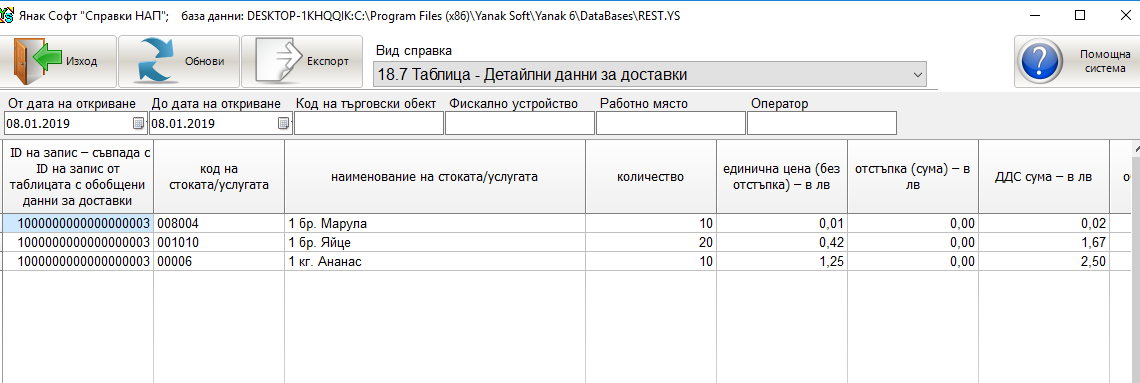 Янак Софт "Справки НАП"; база данни: DESKTOP-1KHQQIK:C:\Program Files (x86)\Yanak Soft\Yanak 6\DataBases\REST.YS
Изход
Обнови
Експорт
Вид справка
18.7 Таблица - Детайлни данни за доставки
Помощна
система
От дата на откриване До дата на откриване Код на търговски обект Фискално устройство Работно място Оператор
08.01.2019 08.01.2019
ID на запис – съвпада с
ID на запис от
таблицата с обобщени
данни за доставки
код на
стоката/услугата
наименование на стоката/услугата
количество
единична цена (без
отстъпка) – в лв
отстъпка (сума) – в
лв
ДДС сума – в лв
1000000000000000003 008004 1 бр. Марула 10 0,01 0,00 0,02
1000000000000000003 001010 1 бр. Яйце 20 0,42 0,00 1,67
1000000000000000003 00006 1 кг. Ананас 10 1,25 0,00 2,50